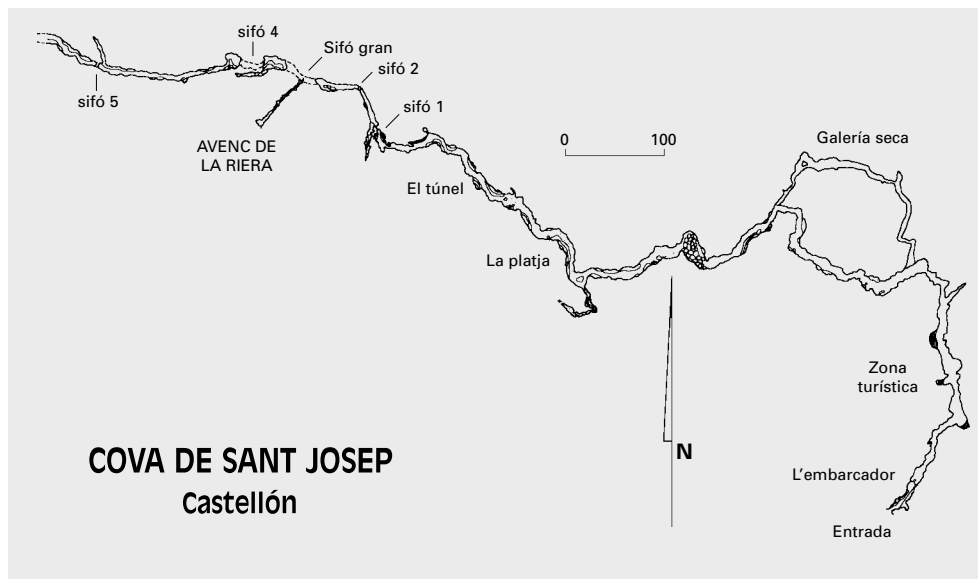 sifó 4
Sifó gran
sifó 2
sifó 5
sifó 1
AVENC DE
LA RIERA
0 100
Galería seca
El túnel
La platja
Zona
turística
N
COVA DE SANT JOSEP
Castellón
L'embarcador
Entrada